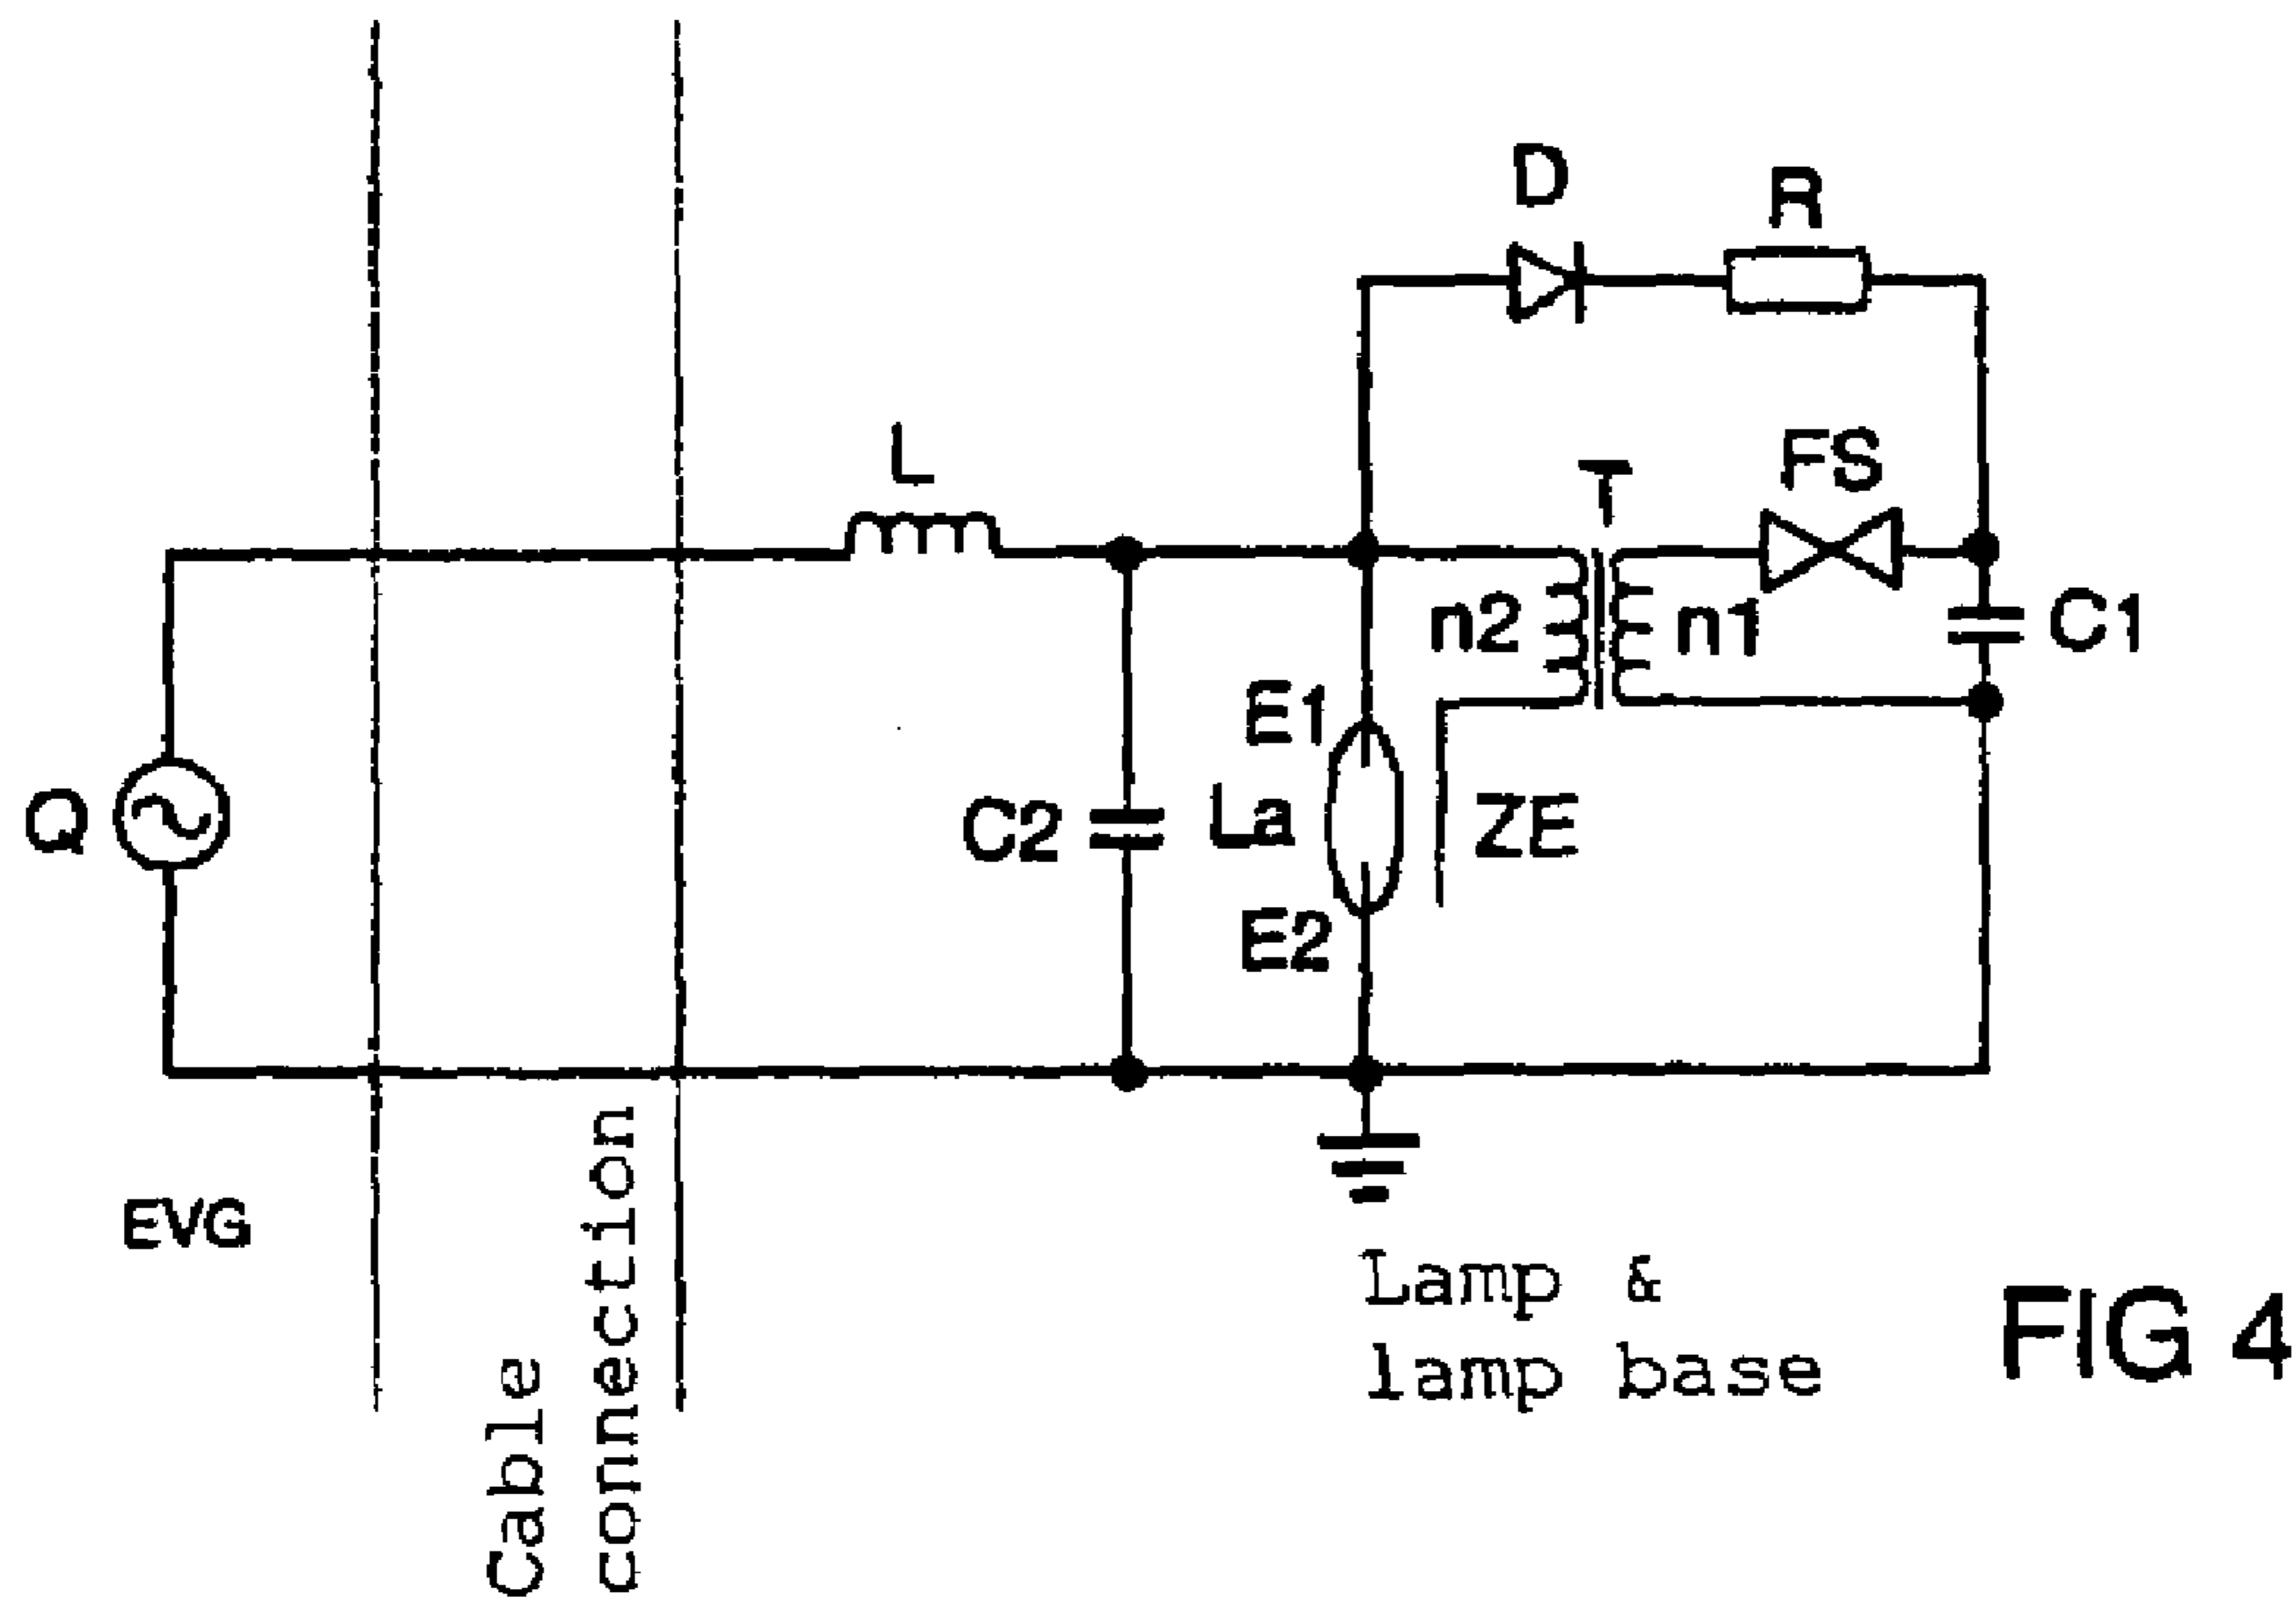 D
R
L
T
FS
n2
n1
C1
E1
Q
C2
La
ZE
E2
EVG
Cable
connection
Lamp &
lamp base
FIG 4